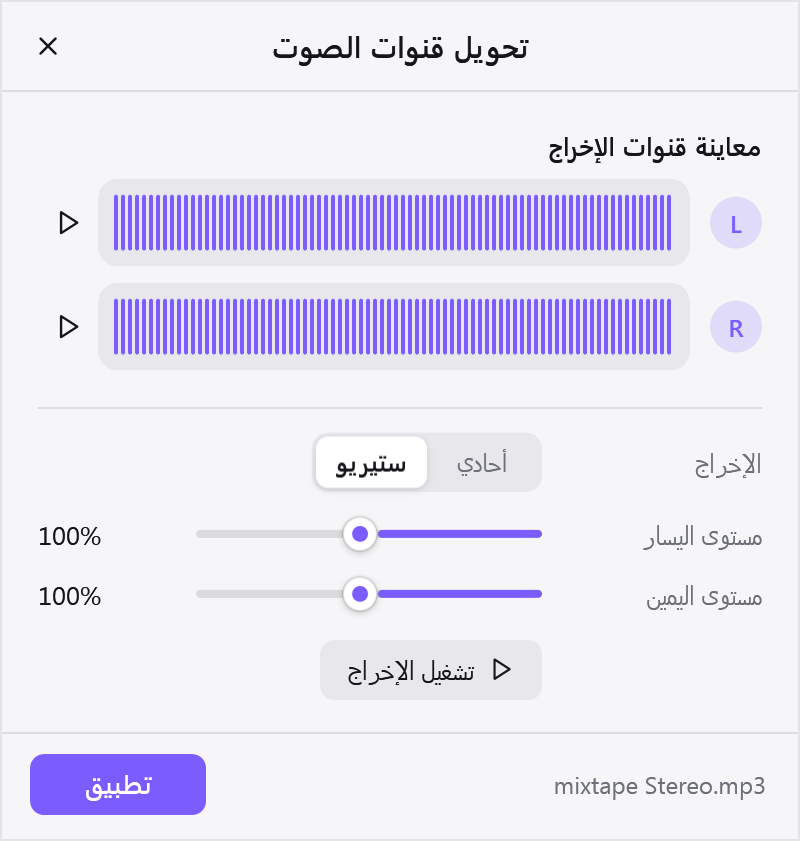 تحويل قنوات الصوت
معاينة قنوات الإخراج
L
R
الإخراج
أحادي
ستيريو
مستوى اليسار
100%
مستوى اليمين
100%
تشغيل الإخراج
mixtape Stereo.mp3
تطبيق